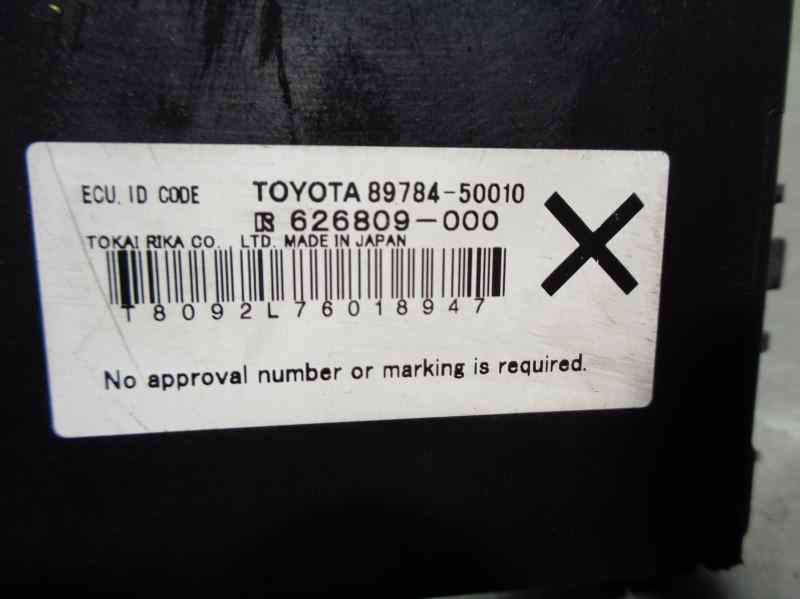 ECU. ID CODE TOYOTA 89784-50010
626809-000
TOKAI RIKA CO., LTD. MADE IN JAPAN
T8092L76018947
No approval number or marking is required.